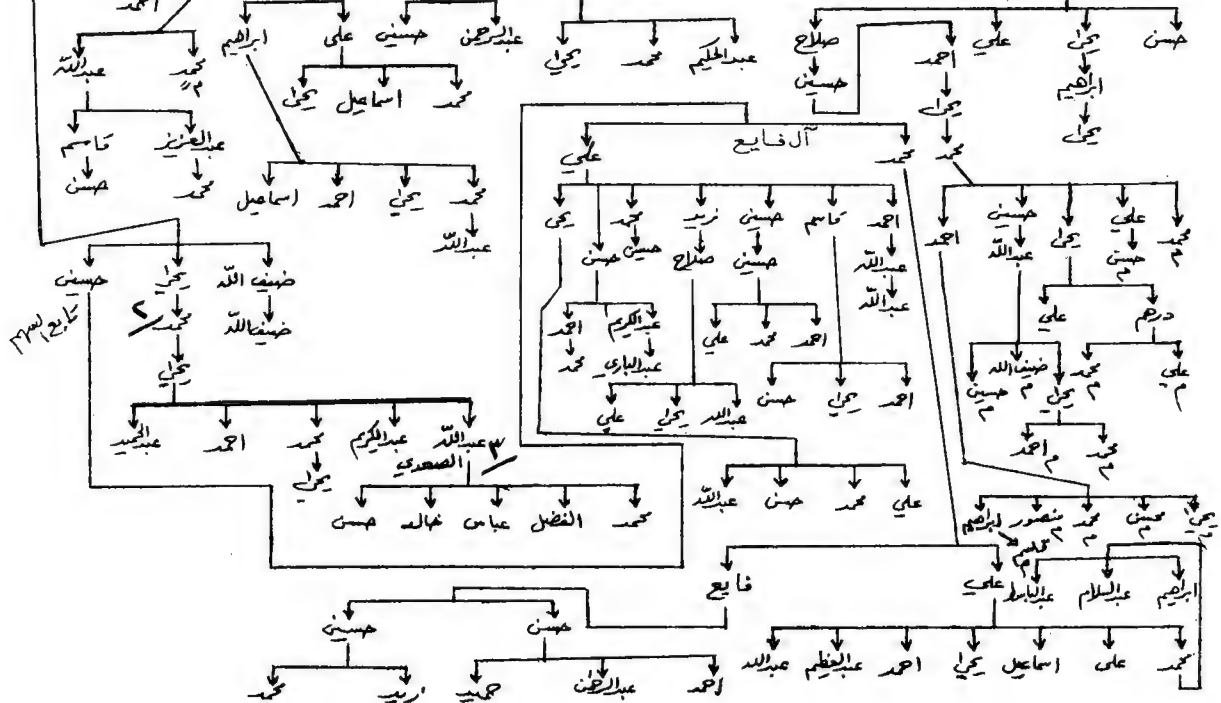 احمد
ابراهيم علي حسين عبدالرحمن
يحيى محمد عبدالحكيم
صلاح احمد علي يحيى حسن
عبدالله محمد م
يحيى اسماعيل محمد
حسين يحيى ابراهيم
محمد يحيى
قاسم عبدالعزيز
حسن محمد
آل فايع
علي محمد
اسماعيل احمد يحيى محمد
عبدالله
يحيى حسن محمد زيد حسين قاسم احمد
حسين صلاح حسين عبدالله
عبدالله
احمد حسين يحيى علي محمد م
عبدالله حسن م
حسين يحيى ضيف الله
تابع
محمد ٢ ضيف الله
يحيى
احمد عبدالكريم علي محمد احمد
محمد عبدالباري
علي درهم
علي يحيى عبدالله حسن يحيى احمد
حسين م ضيف الله م يحيى محمد م علي م
احمد م محمد م
عبدالحميد احمد محمد عبدالكريم عبدالله ٣
يحيى الصعدي
حسن خالد عباس الفضل محمد
عبدالله حسن محمد علي
ابراهيم منصور م محمد م محسن م يحيى م
قاسم م
فايع علي عبدالباسط عبدالسلام ابراهيم
حسين حسن
عبدالله عبدالعظيم احمد يحيى اسماعيل علي محمد
محمد زيد حميد عبدالرحمن احمد